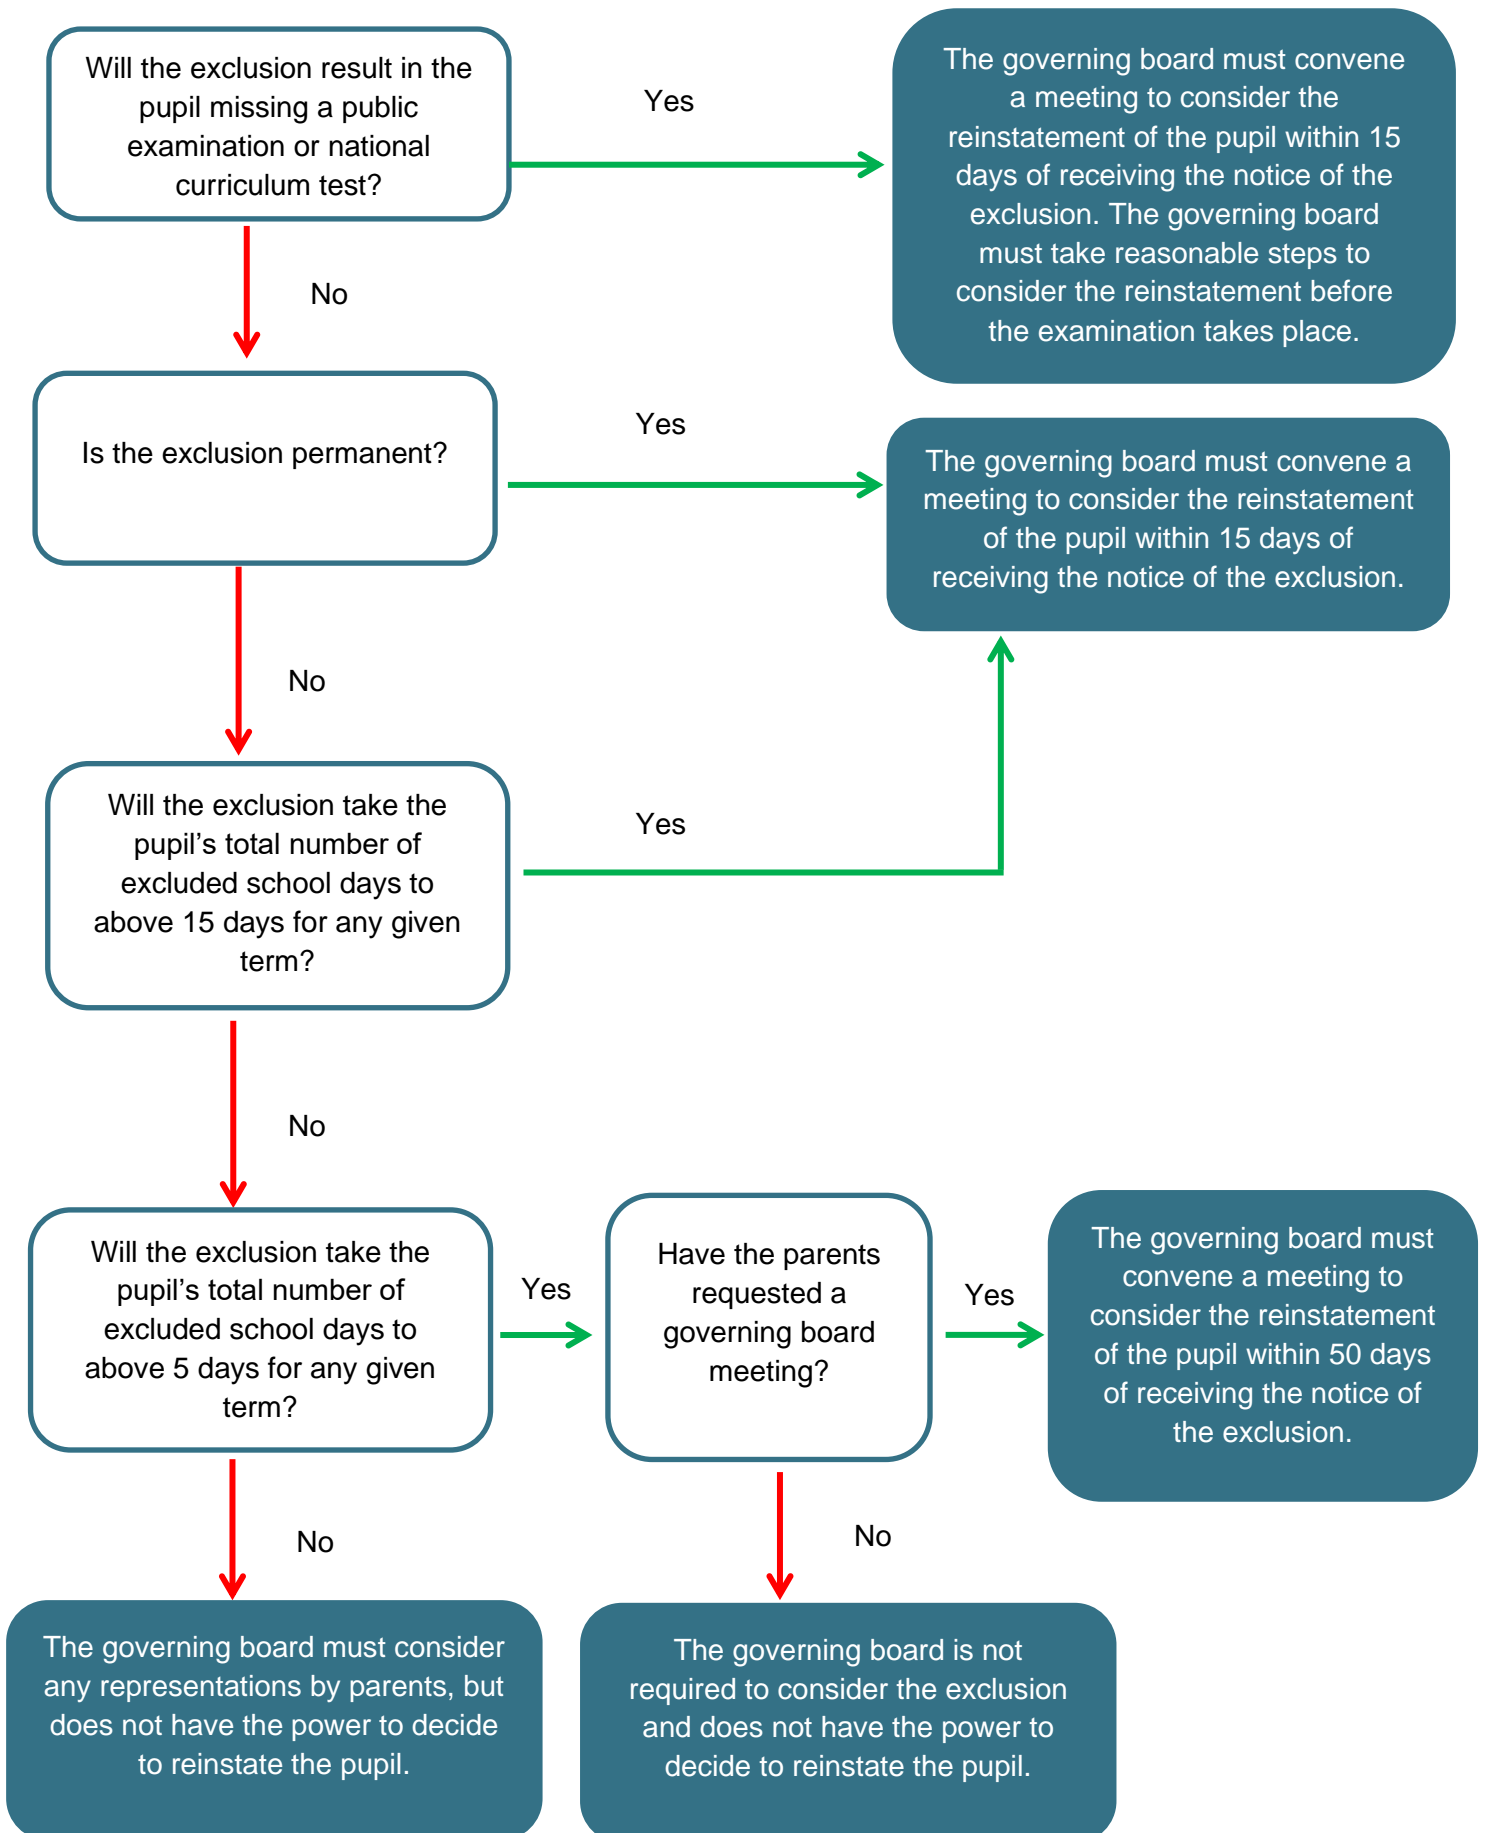 Will the exclusion result in the
pupil missing a public
examination or national
curriculum test?
Yes
The governing board must convene
a meeting to consider the
reinstatement of the pupil within 15
days of receiving the notice of the
exclusion. The governing board
must take reasonable steps to
consider the reinstatement before
the examination takes place.
No
Is the exclusion permanent?
Yes
The governing board must convene a
meeting to consider the reinstatement
of the pupil within 15 days of
receiving the notice of the exclusion.
No
Will the exclusion take the
pupil’s total number of
excluded school days to
above 15 days for any given
term?
Yes
No
Will the exclusion take the
pupil’s total number of
excluded school days to
above 5 days for any given
term?
Yes
Have the parents
requested a
governing board
meeting?
Yes
The governing board must
convene a meeting to
consider the reinstatement
of the pupil within 50 days
of receiving the notice of
the exclusion.
No
No
The governing board must consider
any representations by parents, but
does not have the power to decide
to reinstate the pupil.
The governing board is not
required to consider the exclusion
and does not have the power to
decide to reinstate the pupil.